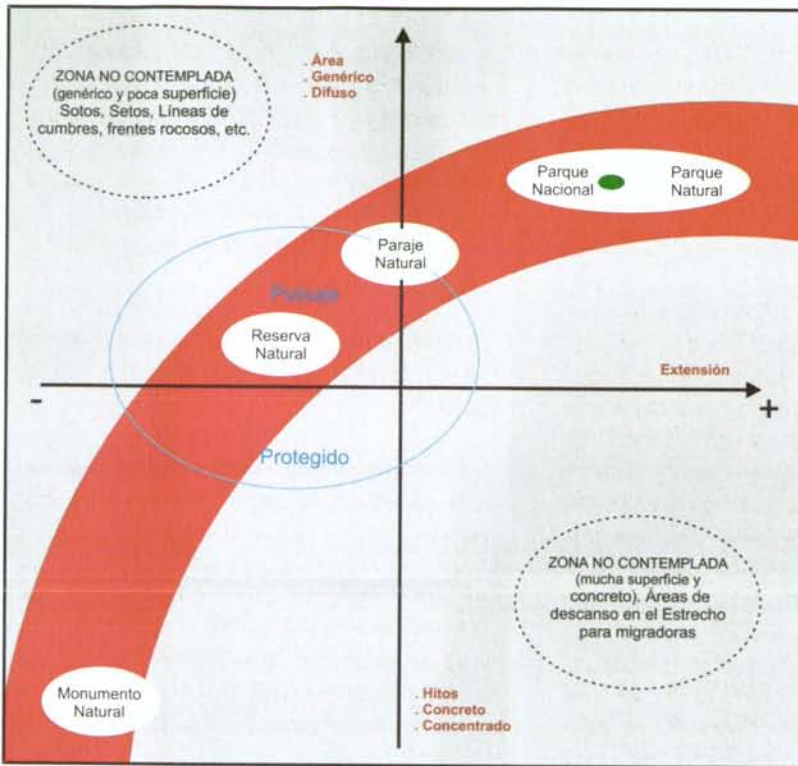 ZONA NO CONTEMPLADA
(genérico y poca superficie)
Sotos, Setos, Líneas de
cumbres, frentes rocosos, etc.
. Área
. Genérico
. Difuso
Parque
Nacional
Parque
Natural
Paraje
Natural
Paisaje
Reserva
Natural
Extensión
-
+
Protegido
ZONA NO CONTEMPLADA
(mucha superficie y
concreto). Áreas de
descanso en el Estrecho
para migradoras
Monumento
Natural
. Hitos
. Concreto
. Concentrado